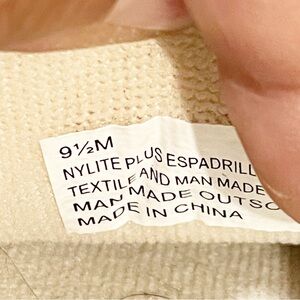 9½M
NYLITE PLUS ESPADRILL
TEXTILE AND MAN MADE
MAN MADE OUTSO
MADE IN CHINA